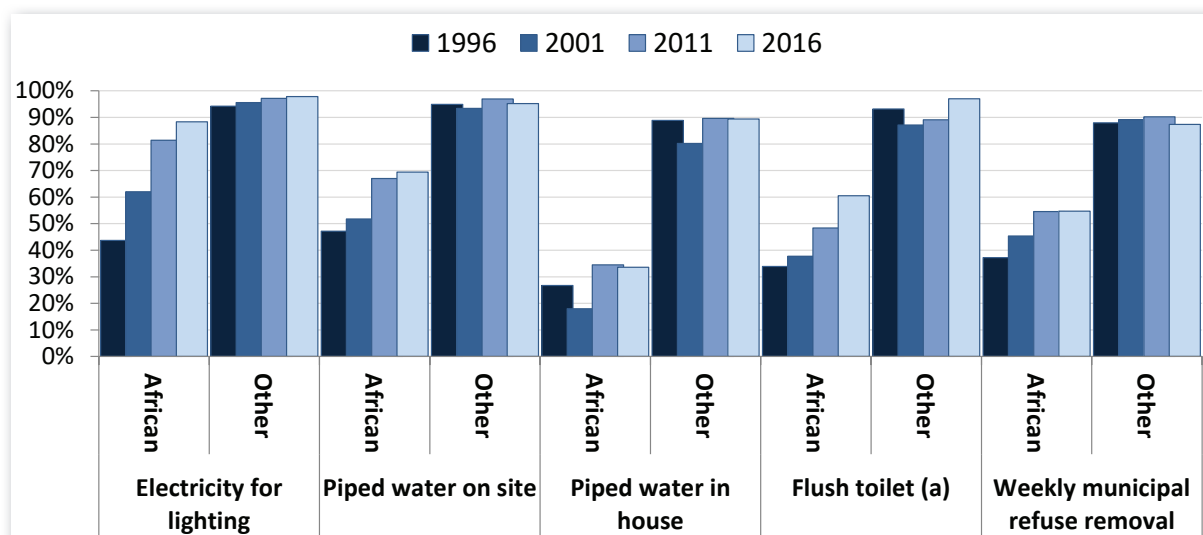 1996 2001 2011 2016
100%
90%
80%
70%
60%
50%
40%
30%
20%
10%
0%
African Other African Other African Other African Other African Other
Electricity for lighting
Piped water on site
Piped water in house
Flush toilet (a)
Weekly municipal refuse removal